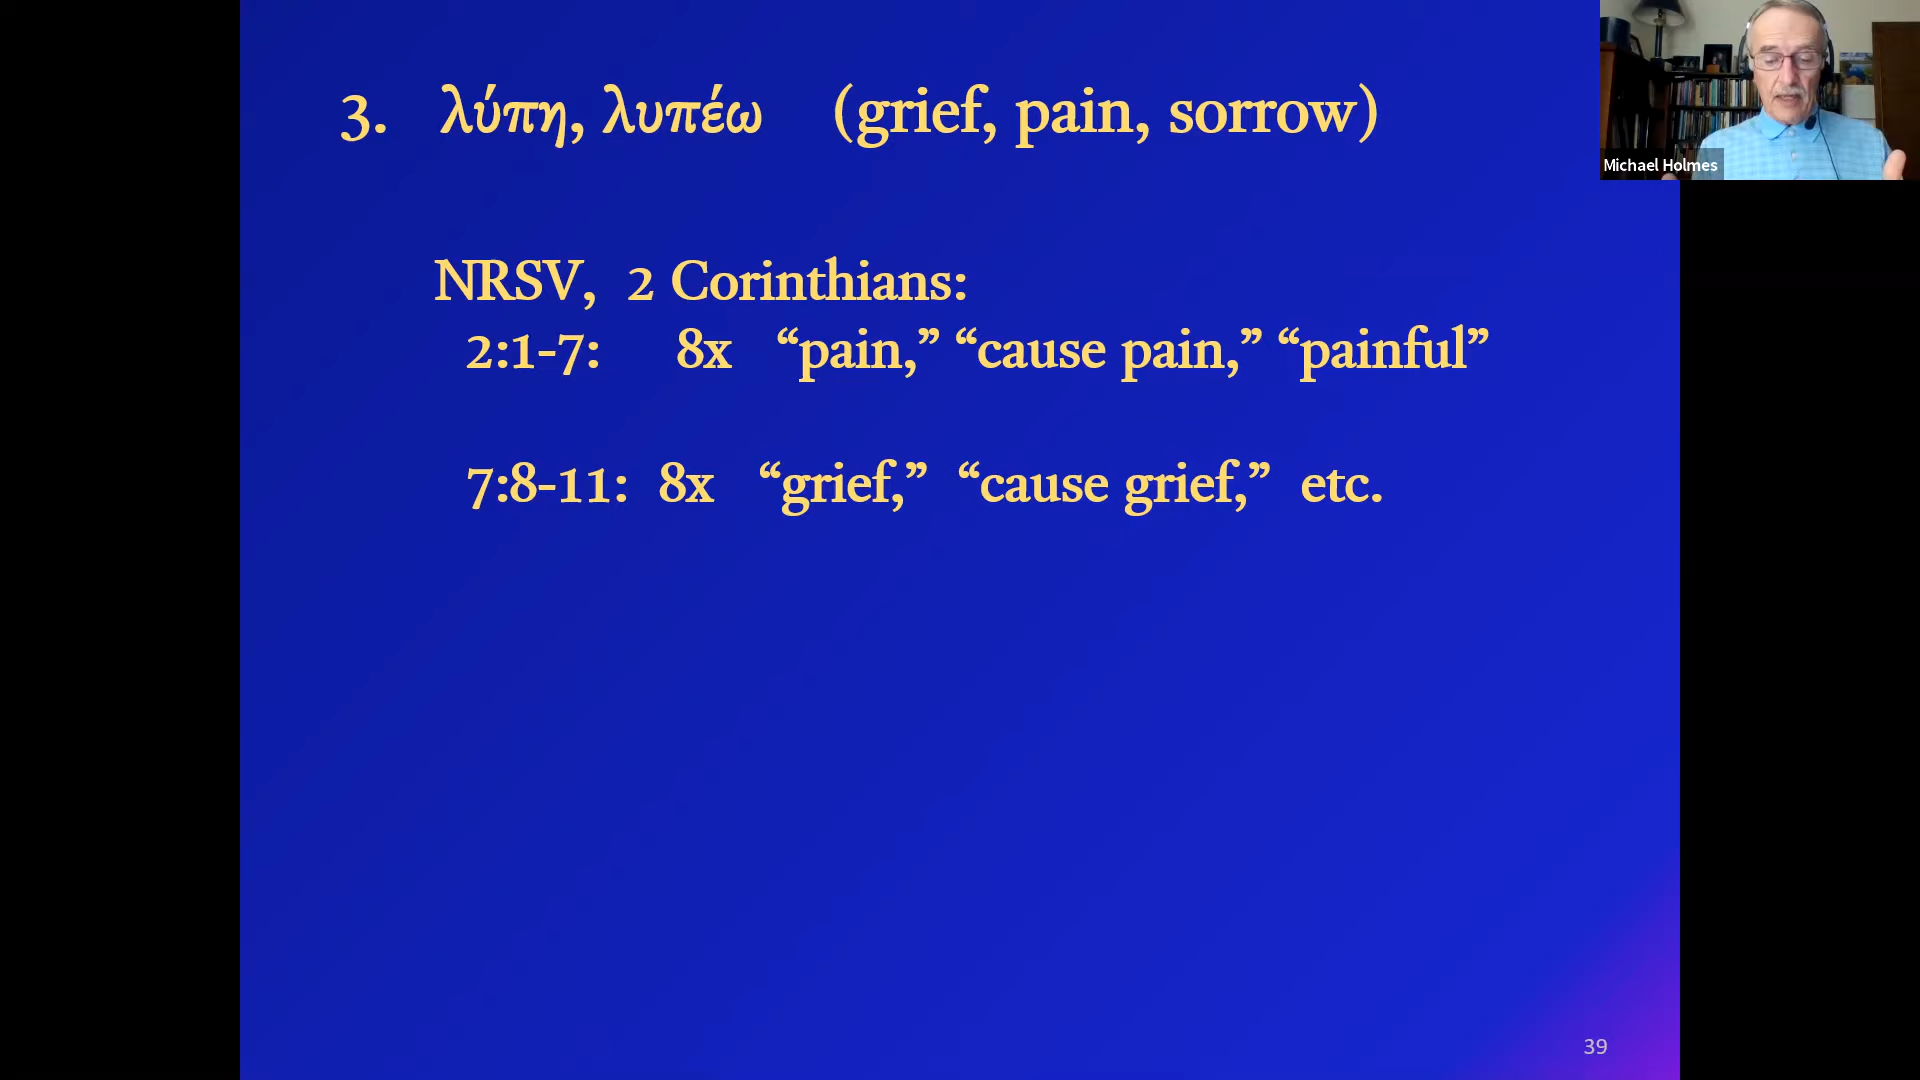 3. λύπη, λυπέω (grief, pain, sorrow)
Michael Holmes
NRSV, 2 Corinthians:
2:1-7: 8x “pain,” “cause pain,” “painful”
7:8-11: 8x “grief,” “cause grief,” etc.
39